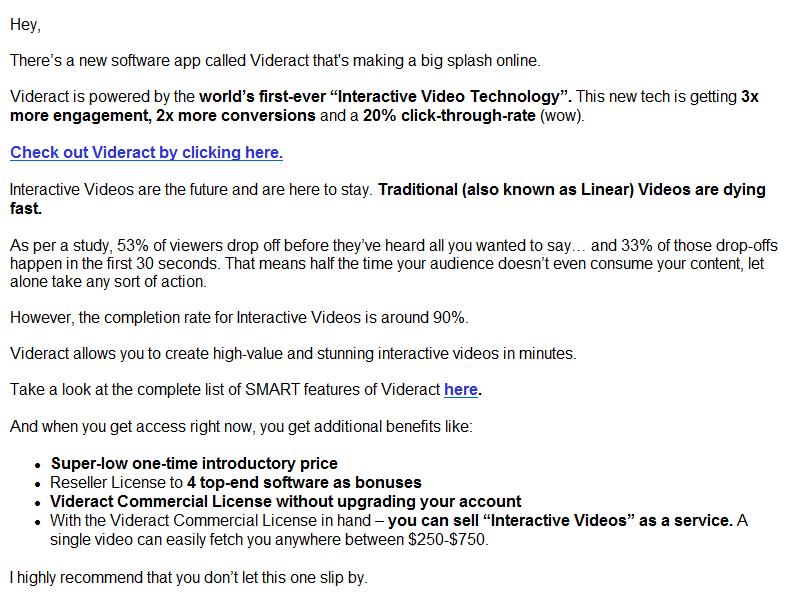 Hey,
There's a new software app called Videract that's making a big splash online.
Videract is powered by the world's first-ever “Interactive Video Technology”. This new tech is getting 3x
more engagement, 2x more conversions and a 20% click-through-rate (wow).
Check out Videract by clicking here.
Interactive Videos are the future and are here to stay. Traditional (also known as Linear) Videos are dying
fast.
As per a study, 53% of viewers drop off before they've heard all you wanted to say… and 33% of those drop-offs
happen in the first 30 seconds. That means half the time your audience doesn't even consume your content, let
alone take any sort of action.
However, the completion rate for Interactive Videos is around 90%.
Videract allows you to create high-value and stunning interactive videos in minutes.
Take a look at the complete list of SMART features of Videract here.
And when you get access right now, you get additional benefits like:
• Super-low one-time introductory price
• Reseller License to 4 top-end software as bonuses
• Videract Commercial License without upgrading your account
• With the Videract Commercial License in hand – you can sell “Interactive Videos” as a service. A
single video can easily fetch you anywhere between $250-$750.
I highly recommend that you don't let this one slip by.